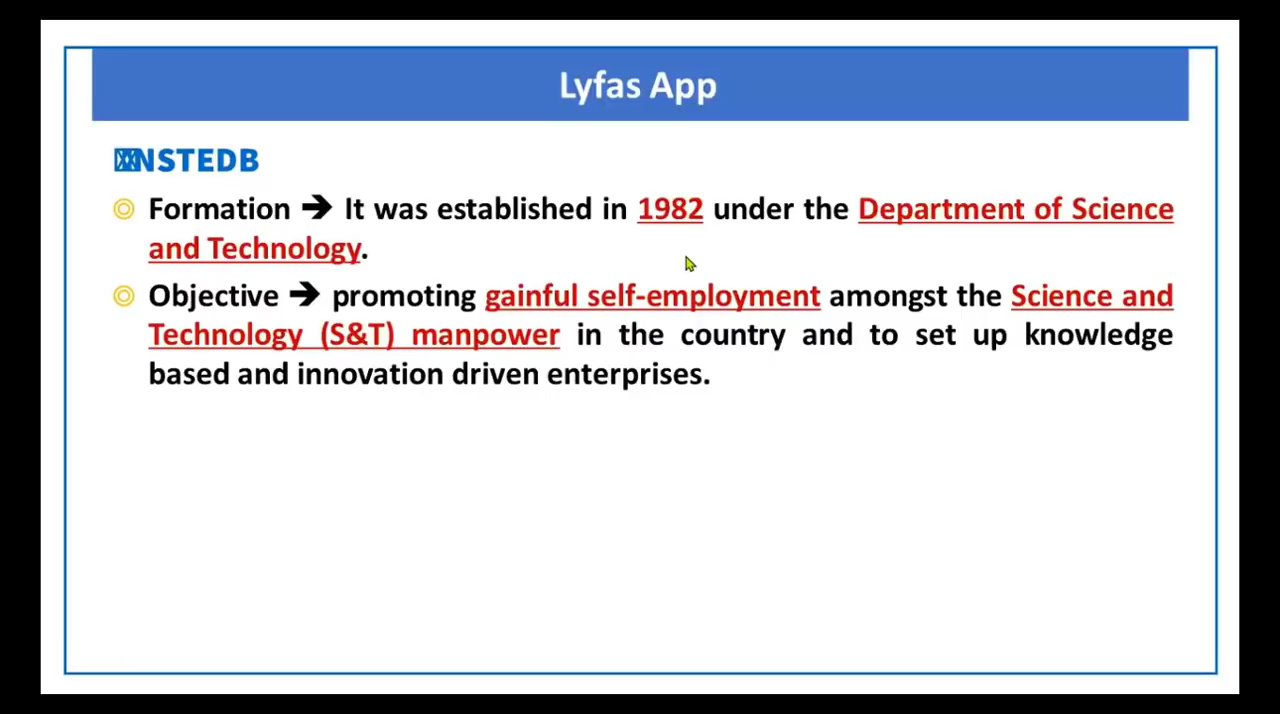 Lyfas App
NSTEDB
Formation ➔ It was established in 1982 under the Department of Science
and Technology.
Objective ➔ promoting gainful self-employment amongst the Science and
Technology (S&T) manpower in the country and to set up knowledge
based and innovation driven enterprises.